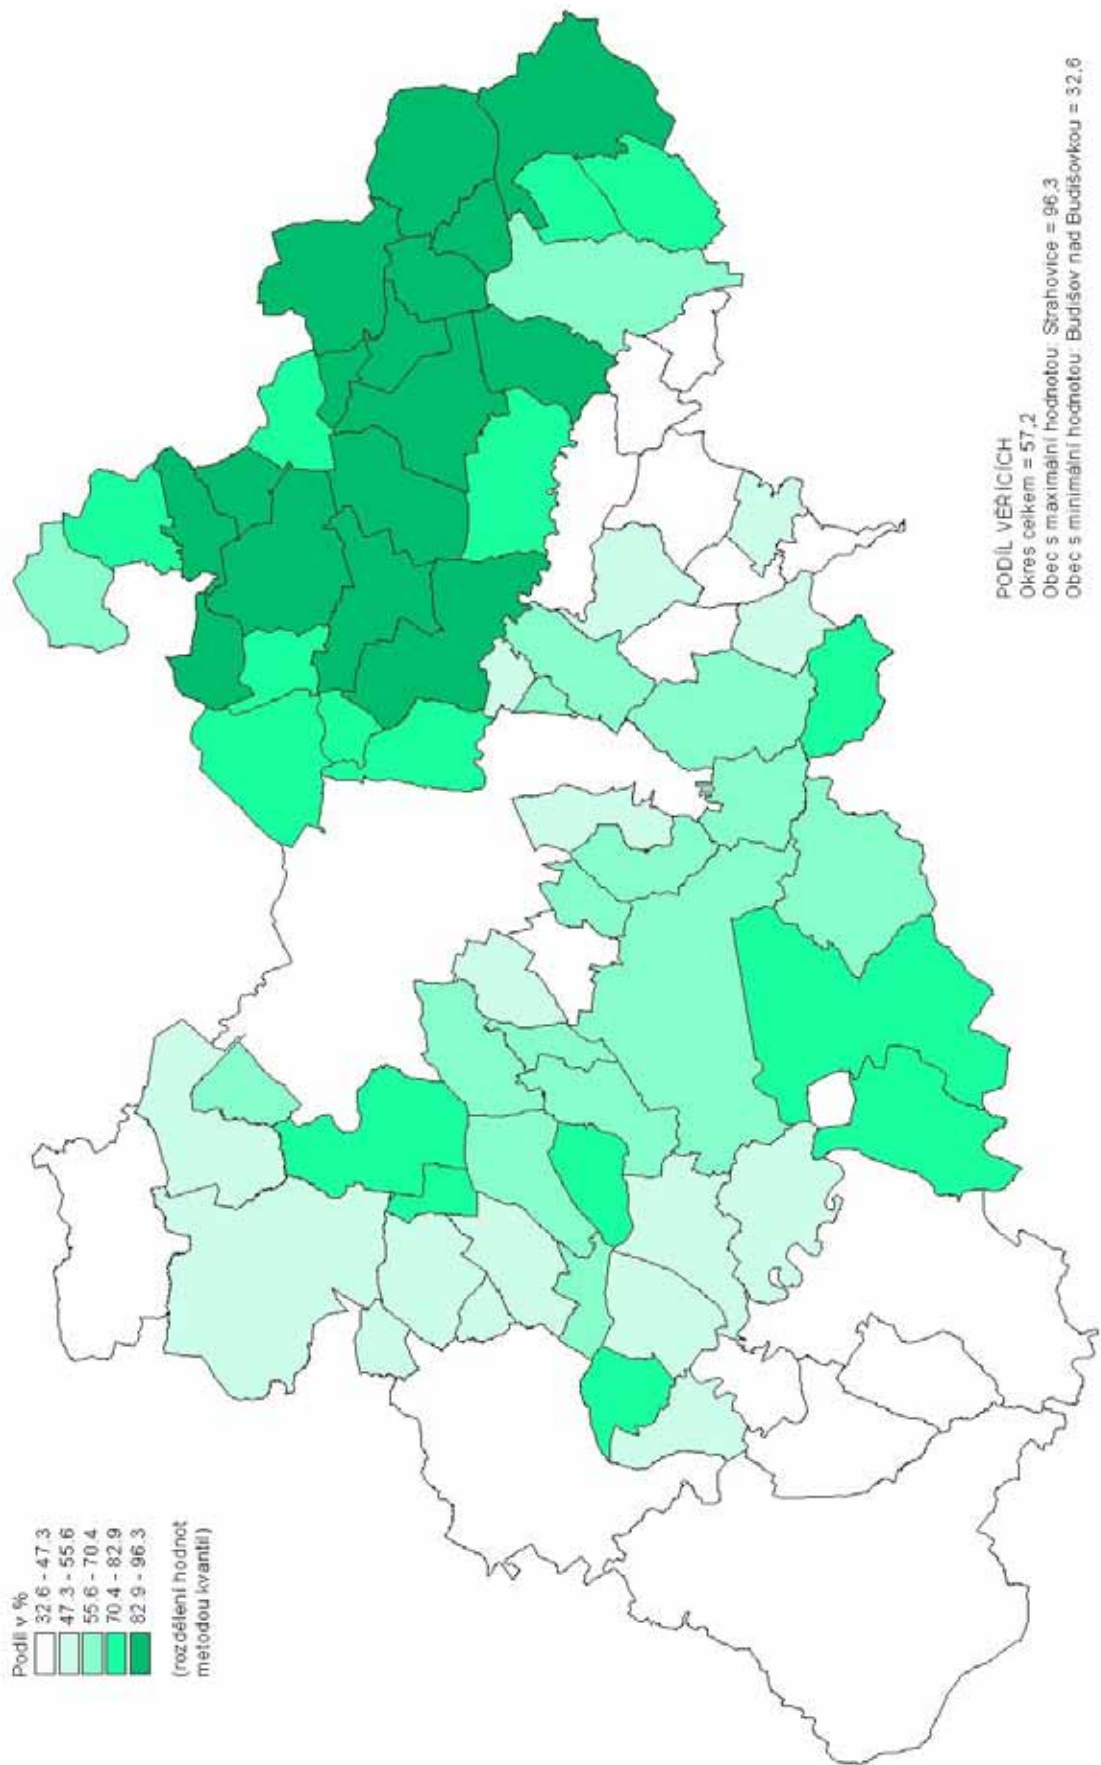 Podíl v %
32.6 - 47.3
47.3 - 55.6
55.6 - 70.4
70.4 - 82.9
82.9 - 96.3
(rozdělení hodnot
metodou kvantil)
PODÍL VĚŘÍCÍCH
Okres celkem = 57,2
Obec s maximální hodnotou: Strahovice = 96,3
Obec s minimální hodnotou: Budišov nad Budišovkou = 32,6